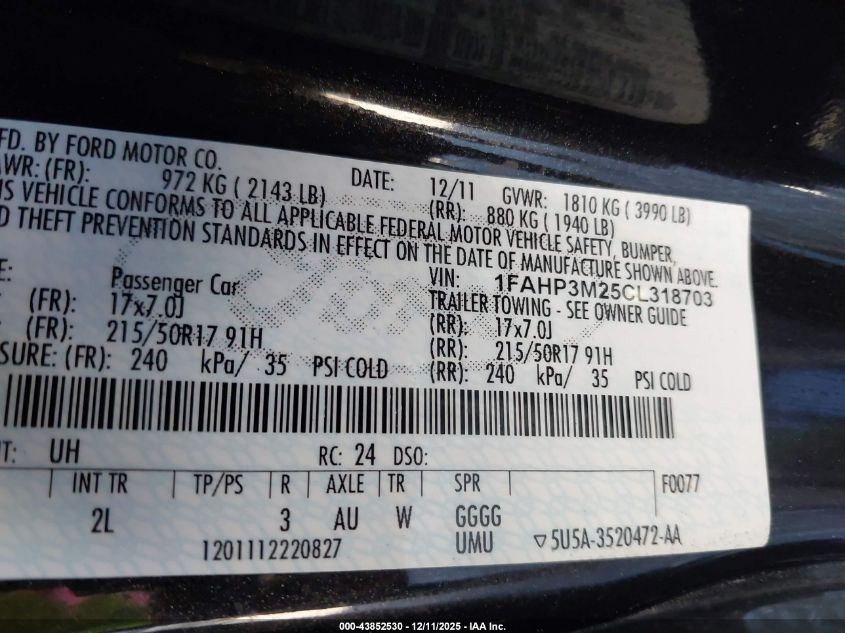 FD. BY FORD MOTOR CO.
AWR: (FR): 972 KG ( 2143 LB) DATE: 12/11 GVWR: 1810 KG ( 3990 LB)
(RR): 880 KG ( 1940 LB)
IS VEHICLE CONFORMS TO ALL APPLICABLE FEDERAL MOTOR VEHICLE SAFETY, BUMPER,
D THEFT PREVENTION STANDARDS IN EFFECT ON THE DATE OF MANUFACTURE SHOWN ABOVE.
E: Passenger Car VIN: 1FAHP3M25CL318703
TRAILER TOWING - SEE OWNER GUIDE
(FR): 17x7.0J (RR): 17x7.0J
(FR): 215/50R17 91H (RR): 215/50R17 91H
SURE: (FR): 240 kPa/ 35 PSI COLD (RR): 240 kPa/ 35 PSI COLD
NT: UH RC: 24 DSO:
INT TR TP/PS R AXLE TR SPR F0077
2L 3 AU W GGGG
1201112220827 UMU ▽5U5A-3520472-AA
000-43852530 - 12/11/2025 - IAA Inc.